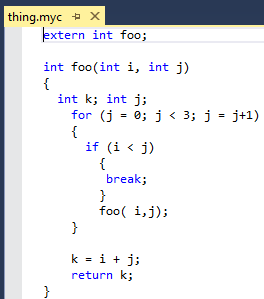 thing.myc
extern int foo;
int foo(int i, int j)
{
int k; int j;
for (j = 0; j < 3; j = j+1)
{
if (i < j)
{
break;
}
foo( i,j);
}
k = i + j;
return k;
}